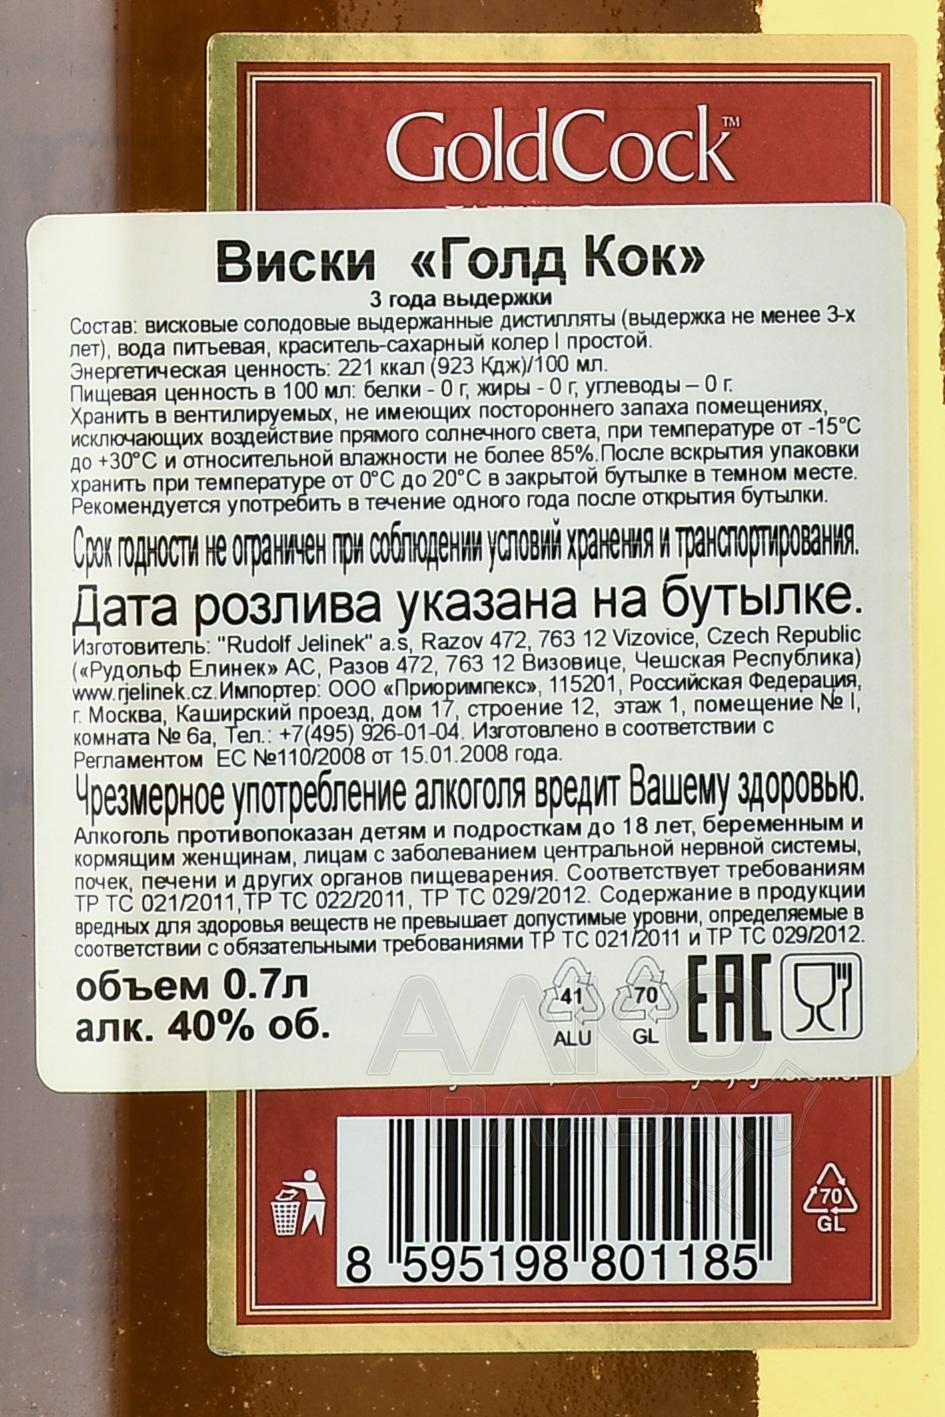 GoldCock™
Виски «Голд Кок»
3 года выдержки
Состав: висковые солодовые выдержанные дистилляты (выдержка не менее 3-х
лет), вода питьевая, краситель-сахарный колер I простой.
Энергетическая ценность: 221 ккал (923 Кдж)/100 мл.
Пищевая ценность в 100 мл: белки - 0 г, жиры - 0 г, углеводы – 0 г.
Хранить в вентилируемых, не имеющих постороннего запаха помещениях,
исключающих воздействие прямого солнечного света, при температуре от -15°С
до +30°С и относительной влажности не более 85%.После вскрытия упаковки
хранить при температуре от 0°С до 20°С в закрытой бутылке в темном месте.
Рекомендуется употребить в течение одного года после открытия бутылки.
Срок годности не ограничен при соблюдении условий хранения и транспортирования.
Дата розлива указана на бутылке.
Изготовитель: "Rudolf Jelinek" a.s, Razov 472, 763 12 Vizovice, Czech Republic
(«Рудольф Елинек» АС, Разов 472, 763 12 Визовице, Чешская Республика)
www.rjelinek.cz.Импортер: ООО «Приоримпекс», 115201, Российская Федерация,
г. Москва, Каширский проезд, дом 17, строение 12, этаж 1, помещение № I,
комната № 6а, Тел.: +7(495) 926-01-04. Изготовлено в соответствии с
Регламентом ЕС №110/2008 от 15.01.2008 года.
Чрезмерное употребление алкоголя вредит Вашему здоровью.
Алкоголь противопоказан детям и подросткам до 18 лет, беременным и
кормящим женщинам, лицам с заболеванием центральной нервной системы,
почек, печени и других органов пищеварения. Соответствует требованиям
ТР ТС 021/2011,ТР ТС 022/2011, ТР ТС 029/2012. Содержание в продукции
вредных для здоровья веществ не превышает допустимые уровни, определяемые в
соответствии с обязательными требованиями ТР ТС 021/2011 и ТР ТС 029/2012.
объем 0.7л
алк. 40% об.
41
ALU
70
GL
ЕАС
АЛКО
ПЛАЗА
70
GL
8 595198 801185